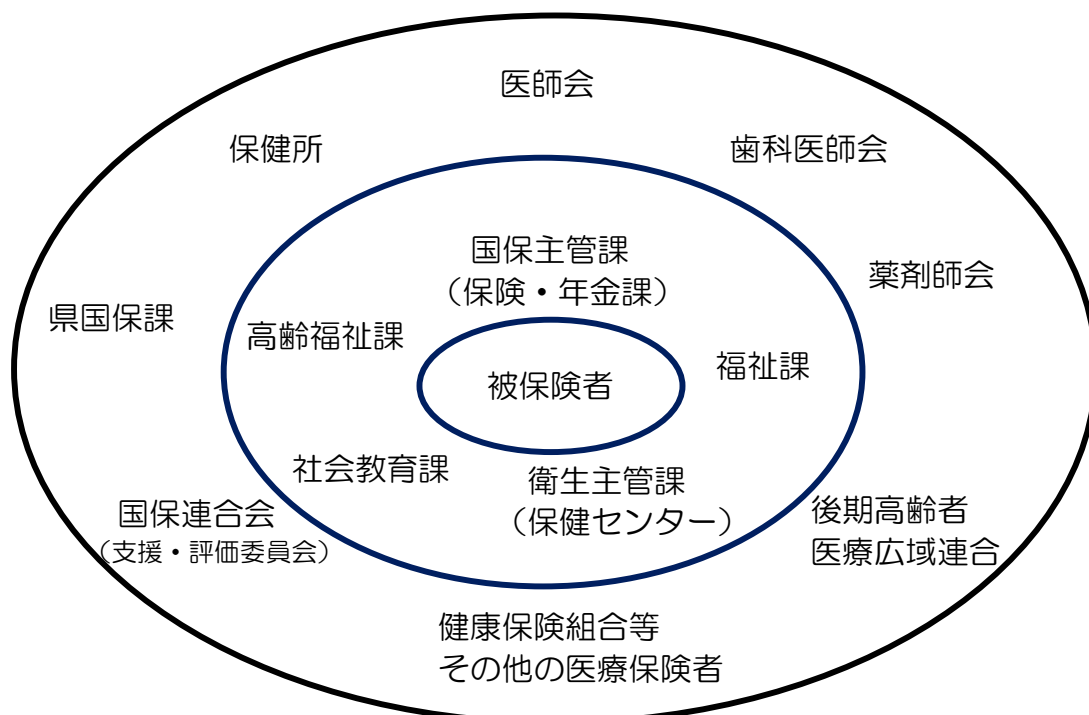 医師会
保健所
歯科医師会
国保主管課
（保険・年金課）
薬剤師会
県国保課
高齢福祉課
福祉課
被保険者
社会教育課
衛生主管課
（保健センター）
国保連合会
（支援・評価委員会）
後期高齢者
医療広域連合
健康保険組合等
その他の医療保険者